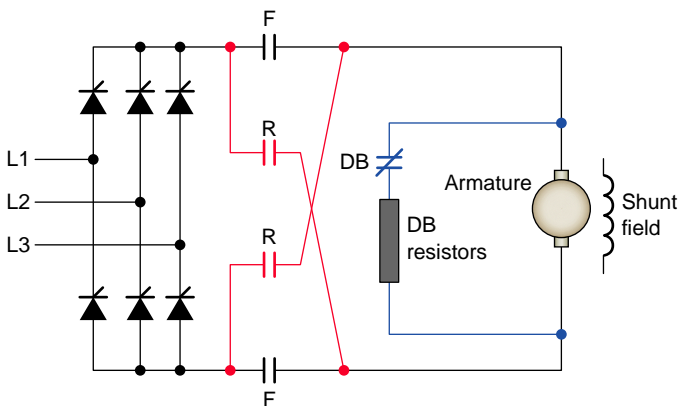 F
R
L1
DB
L2
Armature
Shunt
field
DB
resistors
L3
R
F